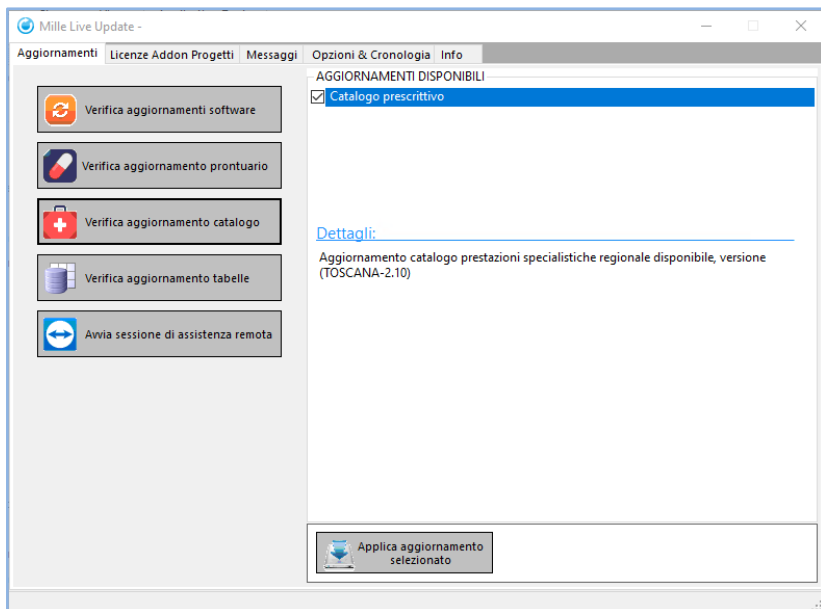 Mille Live Update -
Aggiornamenti Licenze Addon Progetti Messaggi Opzioni & Cronologia Info
Verifica aggiornamenti software
Verifica aggiornamento prontuario
Verifica aggiornamento catalogo
Verifica aggiornamento tabelle
Avvia sessione di assistenza remota
AGGIORNAMENTI DISPONIBILI
Catalogo prescrittivo
Dettagli:
Aggiornamento catalogo prestazioni specialistiche regionale disponibile, versione
(TOSCANA-2.10)
Applica aggiornamento
selezionato